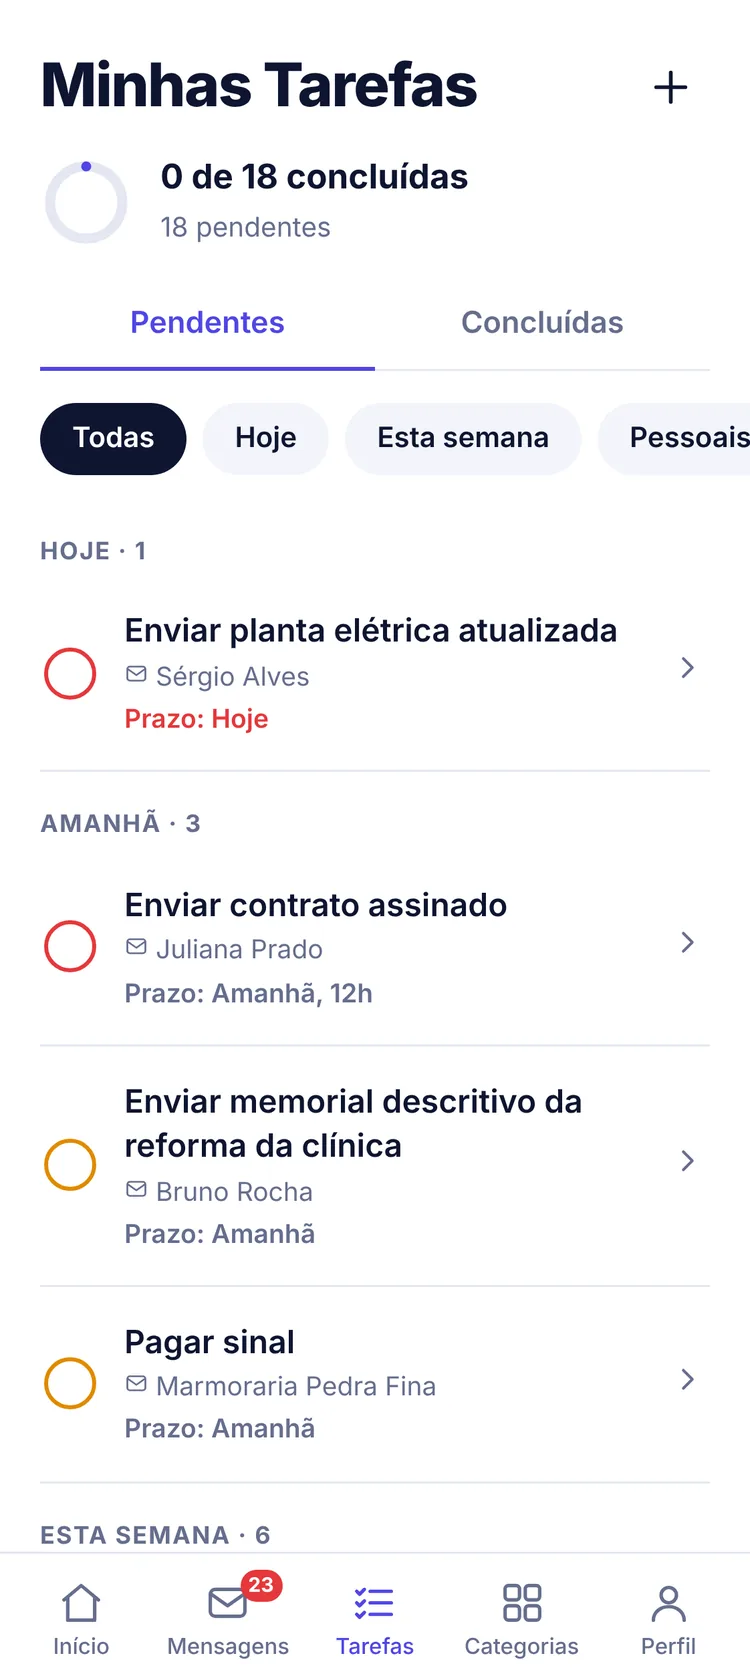 Minhas Tarefas
0 de 18 concluídas
18 pendentes
Pendentes
Concluídas
Todas
Hoje
Esta semana
Pessoais
HOJE · 1
Enviar planta elétrica atualizada
Sérgio Alves
Prazo: Hoje
AMANHÃ · 3
Enviar contrato assinado
Juliana Prado
Prazo: Amanhã, 12h
Enviar memorial descritivo da
reforma da clínica
Bruno Rocha
Prazo: Amanhã
Pagar sinal
Marmoraria Pedra Fina
Prazo: Amanhã
ESTA SEMANA · 6
23
Início
Mensagens
Tarefas
Categorias
Perfil